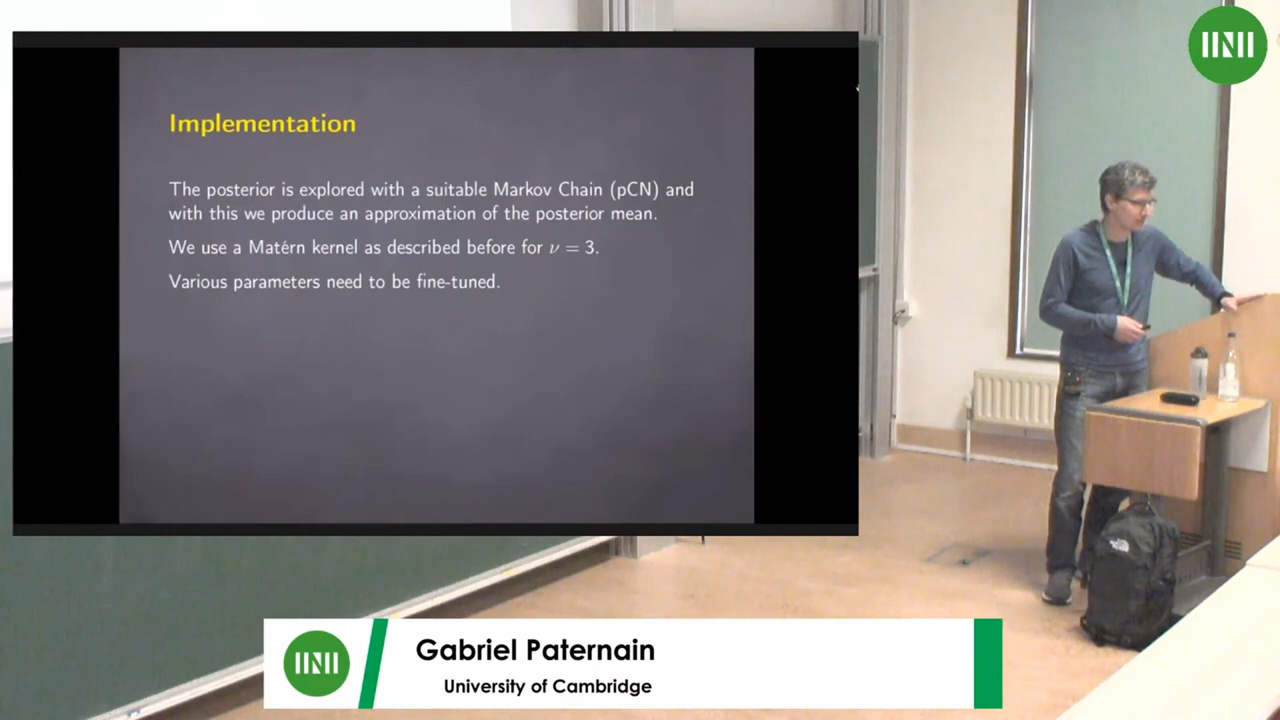 INI
Implementation
The posterior is explored with a suitable Markov Chain (pCN) and
with this we produce an approximation of the posterior mean.
We use a Matérn kernel as described before for ν = 3.
Various parameters need to be fine-tuned.
INI
Gabriel Paternain
University of Cambridge